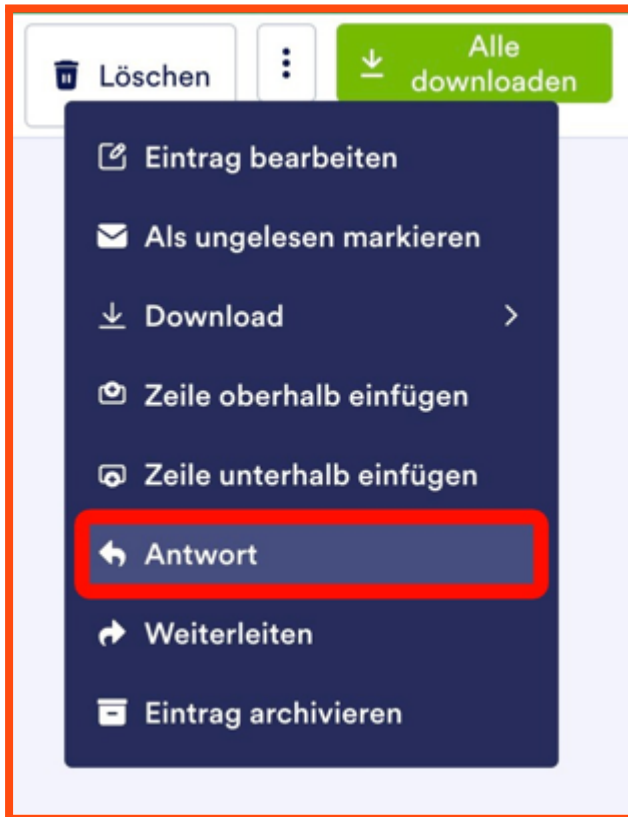 Löschen
Alle
downloaden
Eintrag bearbeiten
Als ungelesen markieren
Download
Zeile oberhalb einfügen
Zeile unterhalb einfügen
Antwort
Weiterleiten
Eintrag archivieren